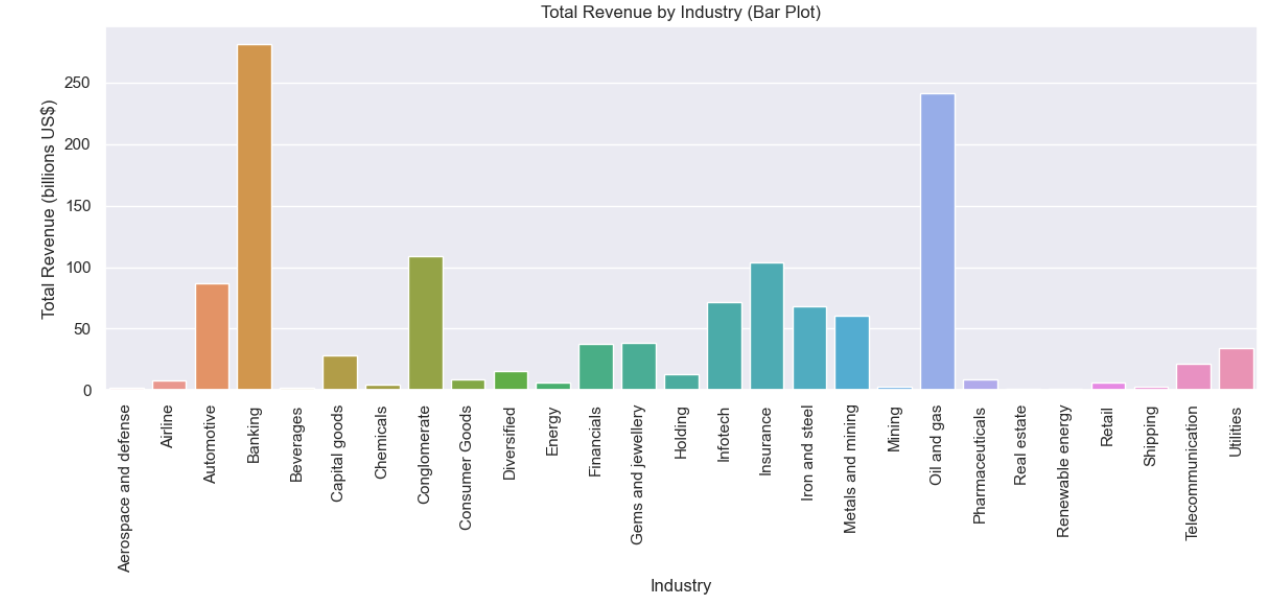 Total Revenue by Industry (Bar Plot)
Total Revenue (billions US$)
250
200
150
100
50
0
Aerospace and defense
Airline
Automotive
Banking
Beverages
Capital goods
Chemicals
Conglomerate
Consumer Goods
Diversified
Energy
Financials
Gems and jewellery
Holding
Infotech
Insurance
Iron and steel
Metals and mining
Mining
Oil and gas
Pharmaceuticals
Real estate
Renewable energy
Retail
Shipping
Telecommunication
Utilities
Industry